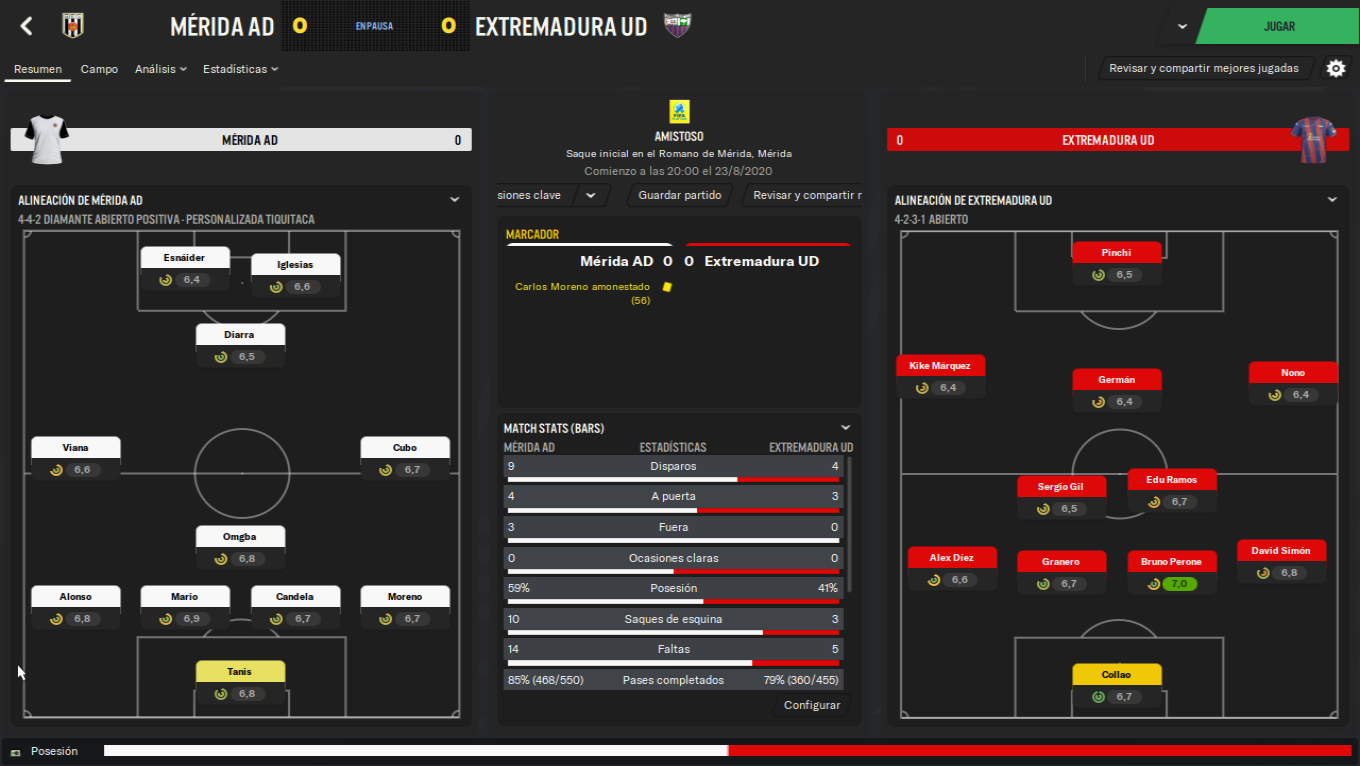 MÉRIDA AD 0 EN PAUSA 0 EXTREMADURA UD
JUGAR
Resumen Campo Análisis Estadísticas
Revisar y compartir mejores jugadas
MÉRIDA AD 0
AMISTOSO
Saque inicial en el Romano de Mérida, Mérida
Comienzo a las 20:00 el 23/8/2020
0 EXTREMADURA UD
siones clave Guardar partido Revisar y compartir r
ALINEACIÓN DE MÉRIDA AD
4-4-2 DIAMANTE ABIERTO POSITIVA - PERSONALIZADA TIQUITACA
Esnáider
6,4
Iglesias
6,6
Diarra
6,5
Viana
6,6
Cubo
6,7
Omgba
6,8
Alonso
6,8
Mario
6,9
Candela
6,7
Moreno
6,7
Tanis
6,8
MARCADOR
Mérida AD 0 0 Extremadura UD
Carlos Moreno amonestado
(56)
MATCH STATS (BARS)
MÉRIDA AD ESTADÍSTICAS EXTREMADURA UD
9 Disparos 4
4 A puerta 3
3 Fuera 0
0 Ocasiones claras 0
59% Posesión 41%
10 Saques de esquina 3
14 Faltas 5
85% (468/550) Pases completados 79% (360/455)
Configurar
ALINEACIÓN DE EXTREMADURA UD
4-2-3-1 ABIERTO
Pinchi
6,5
Kike Márquez
6,4
Germán
6,4
Nono
6,4
Sergio Gil
6,5
Edu Ramos
6,7
Alex Díez
6,6
Granero
6,7
Bruno Perone
7,0
David Simón
6,8
Collao
6,7
Posesión